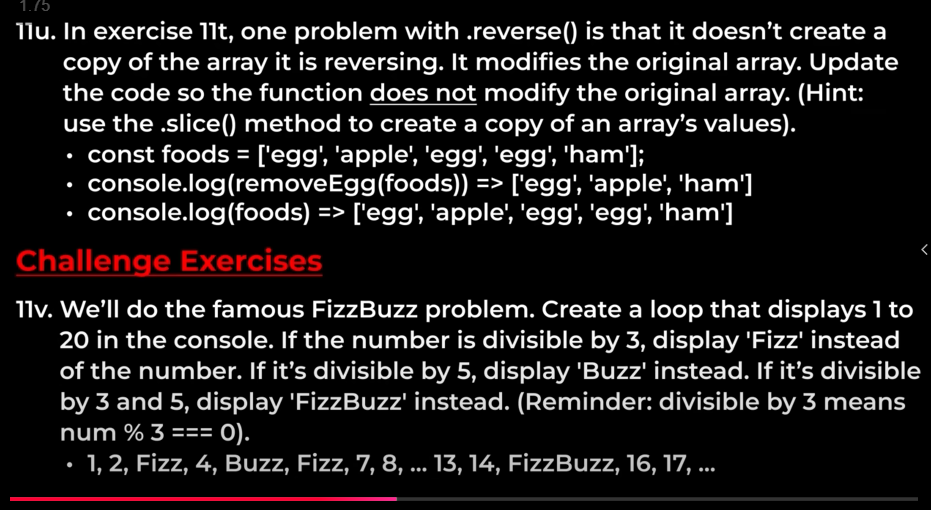 1.75
11u. In exercise 11t, one problem with .reverse() is that it doesn’t create a
copy of the array it is reversing. It modifies the original array. Update
the code so the function does not modify the original array. (Hint:
use the .slice() method to create a copy of an array’s values).
• const foods = ['egg', 'apple', 'egg', 'egg', 'ham'];
• console.log(removeEgg(foods)) => ['egg', 'apple', 'ham']
• console.log(foods) => ['egg', 'apple', 'egg', 'egg', 'ham']
Challenge Exercises
11v. We’ll do the famous FizzBuzz problem. Create a loop that displays 1 to
20 in the console. If the number is divisible by 3, display 'Fizz' instead
of the number. If it’s divisible by 5, display 'Buzz' instead. If it’s divisible
by 3 and 5, display 'FizzBuzz' instead. (Reminder: divisible by 3 means
num % 3 === 0).
• 1, 2, Fizz, 4, Buzz, Fizz, 7, 8, ... 13, 14, FizzBuzz, 16, 17, ...